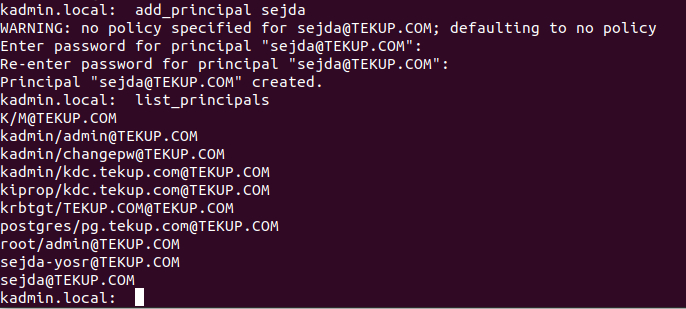 kadmin.local:  add_principal sejda
WARNING: no policy specified for sejda@TEKUP.COM; defaulting to no policy
Enter password for principal "sejda@TEKUP.COM":
Re-enter password for principal "sejda@TEKUP.COM":
Principal "sejda@TEKUP.COM" created.
kadmin.local:  list_principals
K/M@TEKUP.COM
kadmin/admin@TEKUP.COM
kadmin/changepw@TEKUP.COM
kadmin/kdc.tekup.com@TEKUP.COM
kiprop/kdc.tekup.com@TEKUP.COM
krbtgt/TEKUP.COM@TEKUP.COM
postgres/pg.tekup.com@TEKUP.COM
root/admin@TEKUP.COM
sejda-yosr@TEKUP.COM
sejda@TEKUP.COM
kadmin.local: